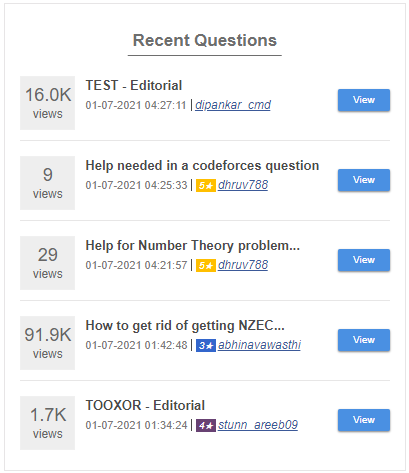 Recent Questions
16.0K
views
TEST - Editorial
01-07-2021 04:27:11 | dipankar_cmd
View
9
views
Help needed in a codeforces question
01-07-2021 04:25:33 | 5★ dhruv788
View
29
views
Help for Number Theory problem...
01-07-2021 04:21:57 | 5★ dhruv788
View
91.9K
views
How to get rid of getting NZEC...
01-07-2021 01:42:48 | 3★ abhinavawasthi
View
1.7K
views
TOOXOR - Editorial
01-07-2021 01:34:24 | 4★ stunn_areeb09
View